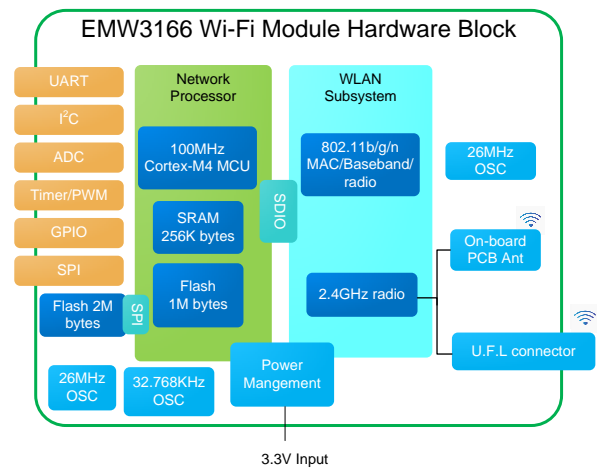 EMW3166 Wi-Fi Module Hardware Block
UART
I²C
ADC
Timer/PWM
GPIO
SPI
Flash 2M
bytes
SPI
Network
Processor
100MHz
Cortex-M4 MCU
SRAM
256K bytes
Flash
1M bytes
SDIO
WLAN
Subsystem
802.11b/g/n
MAC/Baseband/
radio
2.4GHz radio
26MHz
OSC
On-board
PCB Ant
U.F.L connector
26MHz
OSC
32.768KHz
OSC
Power
Mangement
3.3V Input